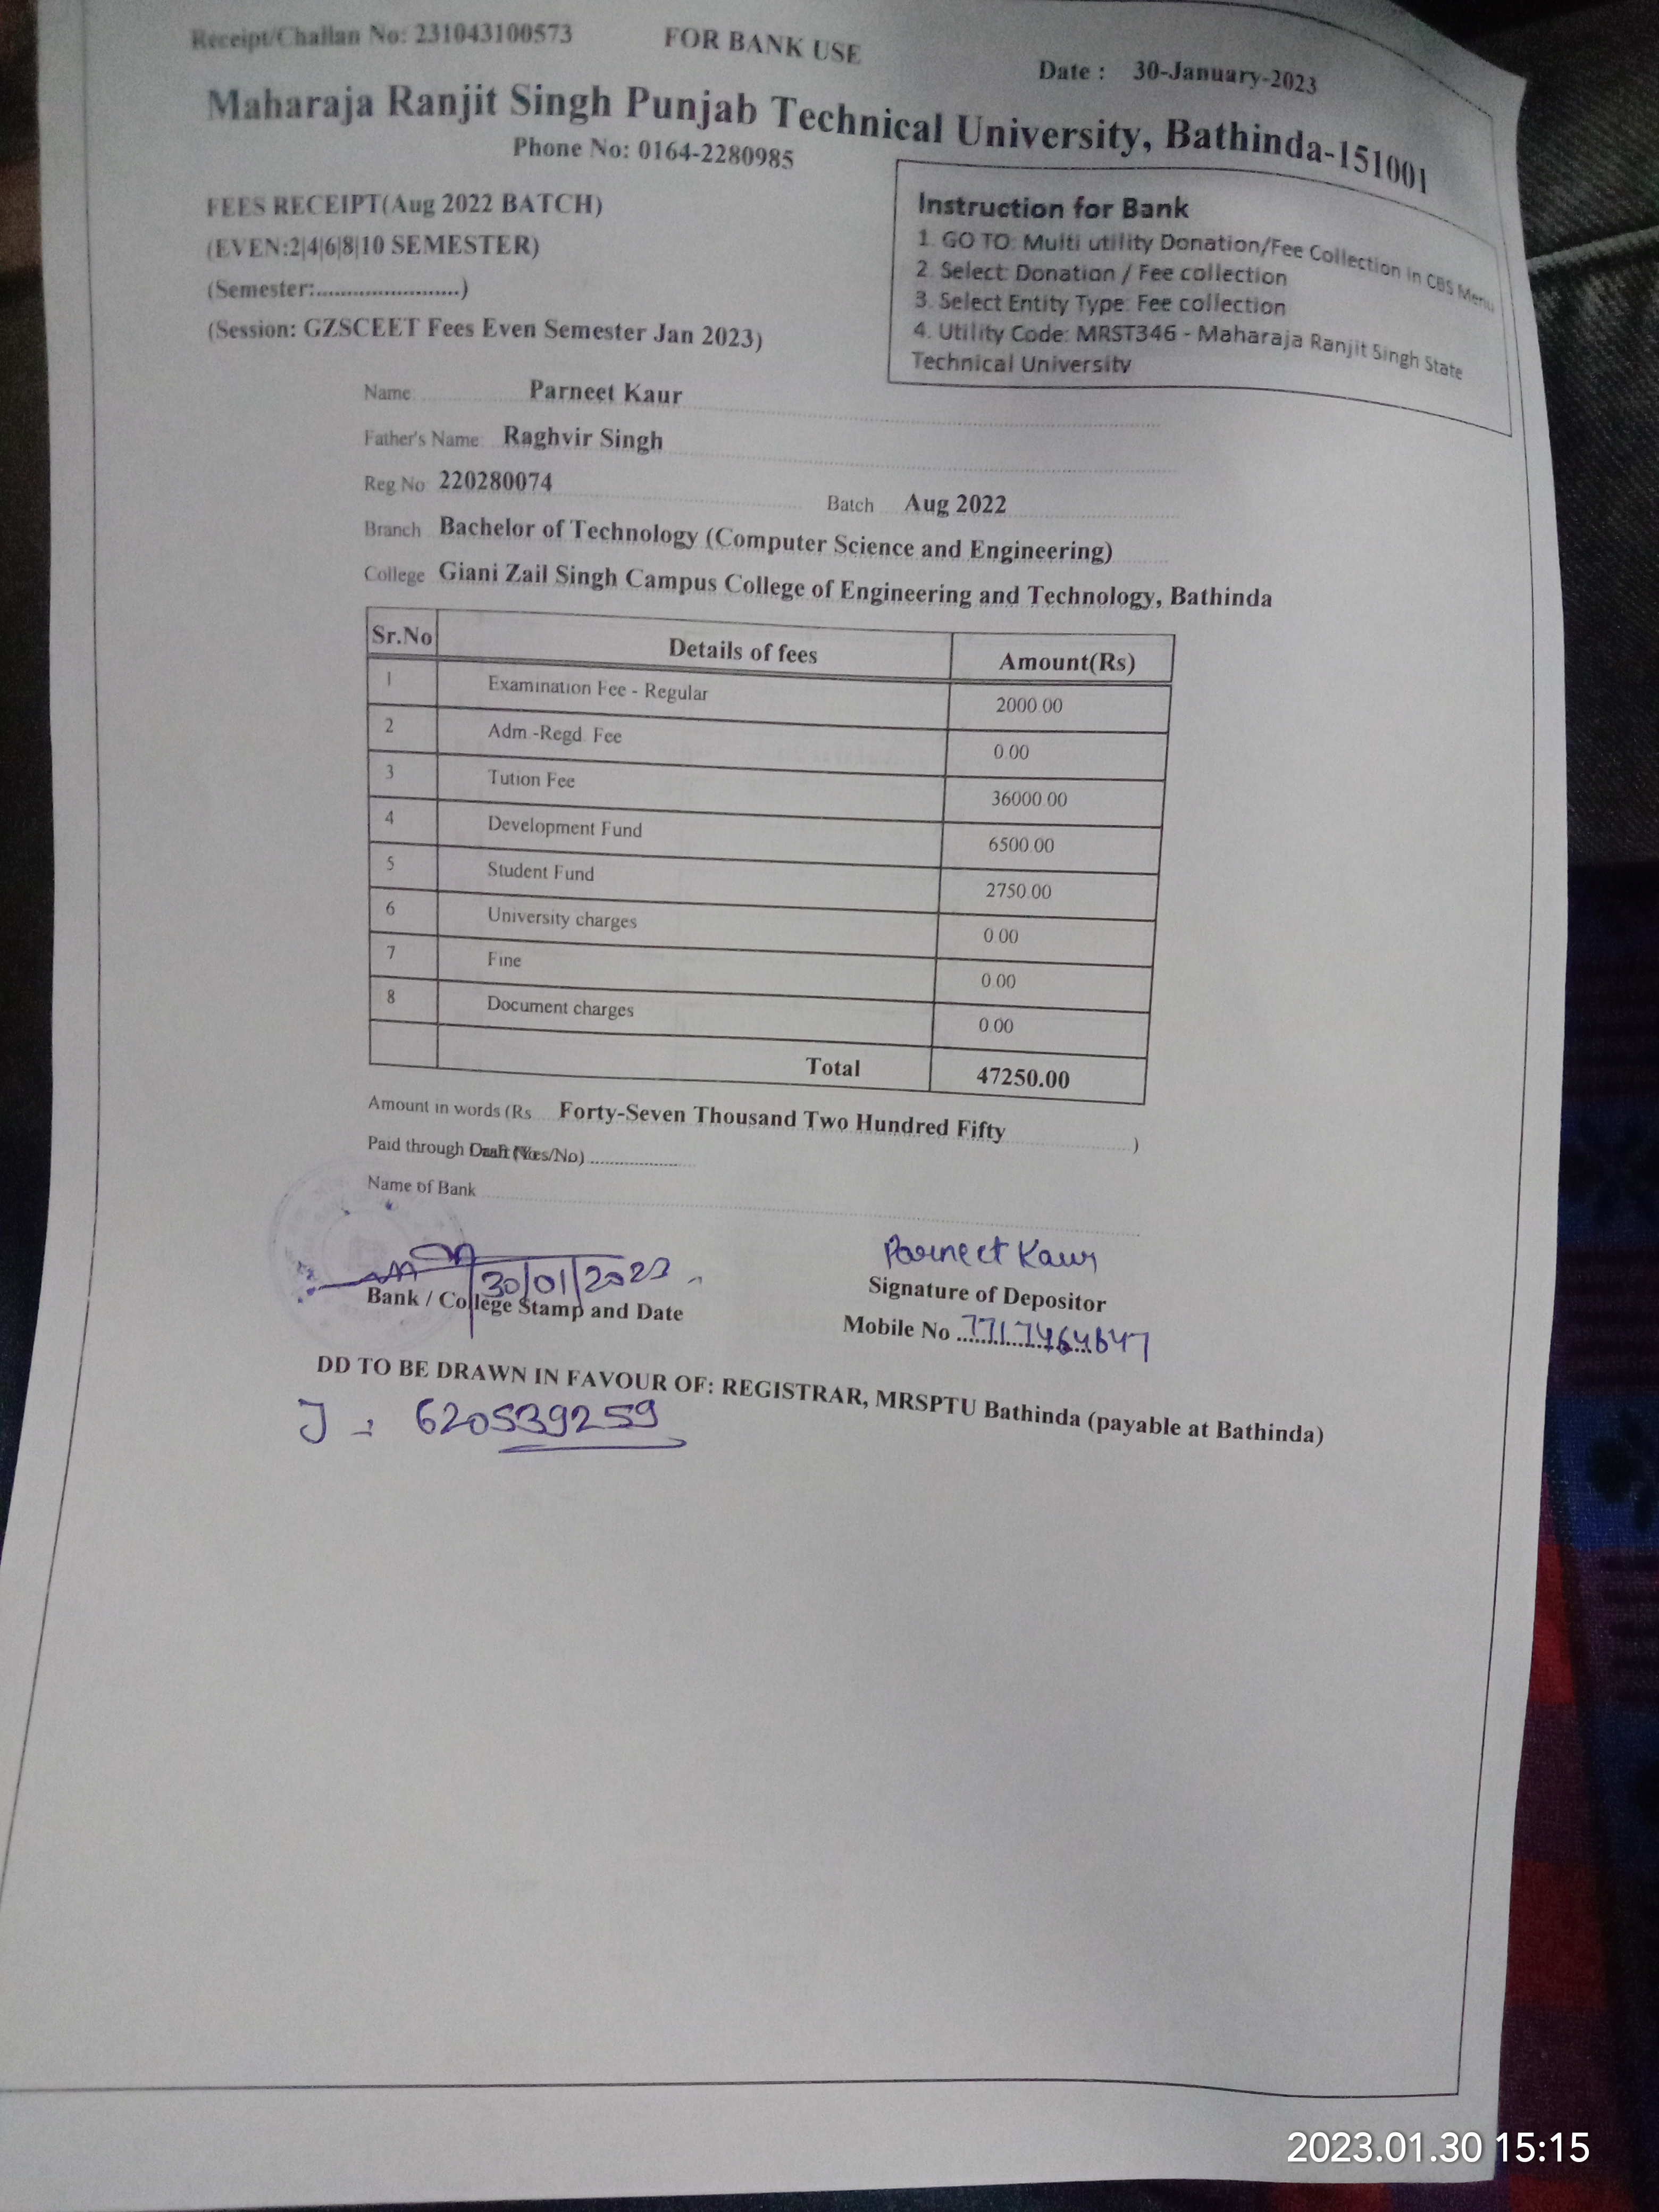 Receipt/Challan No: 231043100573 FOR BANK USE Date : 30-January-2023
Maharaja Ranjit Singh Punjab Technical University, Bathinda-151001
Phone No: 0164-2280985
FEES RECEIPT(Aug 2022 BATCH)
(EVEN:2|4|6|8|10 SEMESTER)
(Semester:........................)
(Session: GZSCEET Fees Even Semester Jan 2023)
Instruction for Bank
1. GO TO: Multi utility Donation/Fee Collection in CBS Menu
2. Select: Donation / Fee collection
3. Select Entity Type: Fee collection
4. Utility Code: MRST346 - Maharaja Ranjit Singh State
Technical University
Name Parneet Kaur
Father's Name Raghvir Singh
Reg No 220280074 Batch Aug 2022
Branch Bachelor of Technology (Computer Science and Engineering)
College Giani Zail Singh Campus College of Engineering and Technology, Bathinda
Sr.No Details of fees Amount(Rs)
1 Examination Fee - Regular 2000.00
2 Adm.-Regd. Fee 0.00
3 Tution Fee 36000.00
4 Development Fund 6500.00
5 Student Fund 2750.00
6 University charges 0.00
7 Fine 0.00
8 Document charges 0.00
Total 47250.00
Amount in words (Rs Forty-Seven Thousand Two Hundred Fifty )
Paid through (Yes/No) ................
Name of Bank
30/01/2023
Bank / College Stamp and Date
Parneet Kaur
Signature of Depositor
Mobile No
DD TO BE DRAWN IN FAVOUR OF: REGISTRAR, MRSPTU Bathinda (payable at Bathinda)
J : 620539259
2023.01.30 15:15